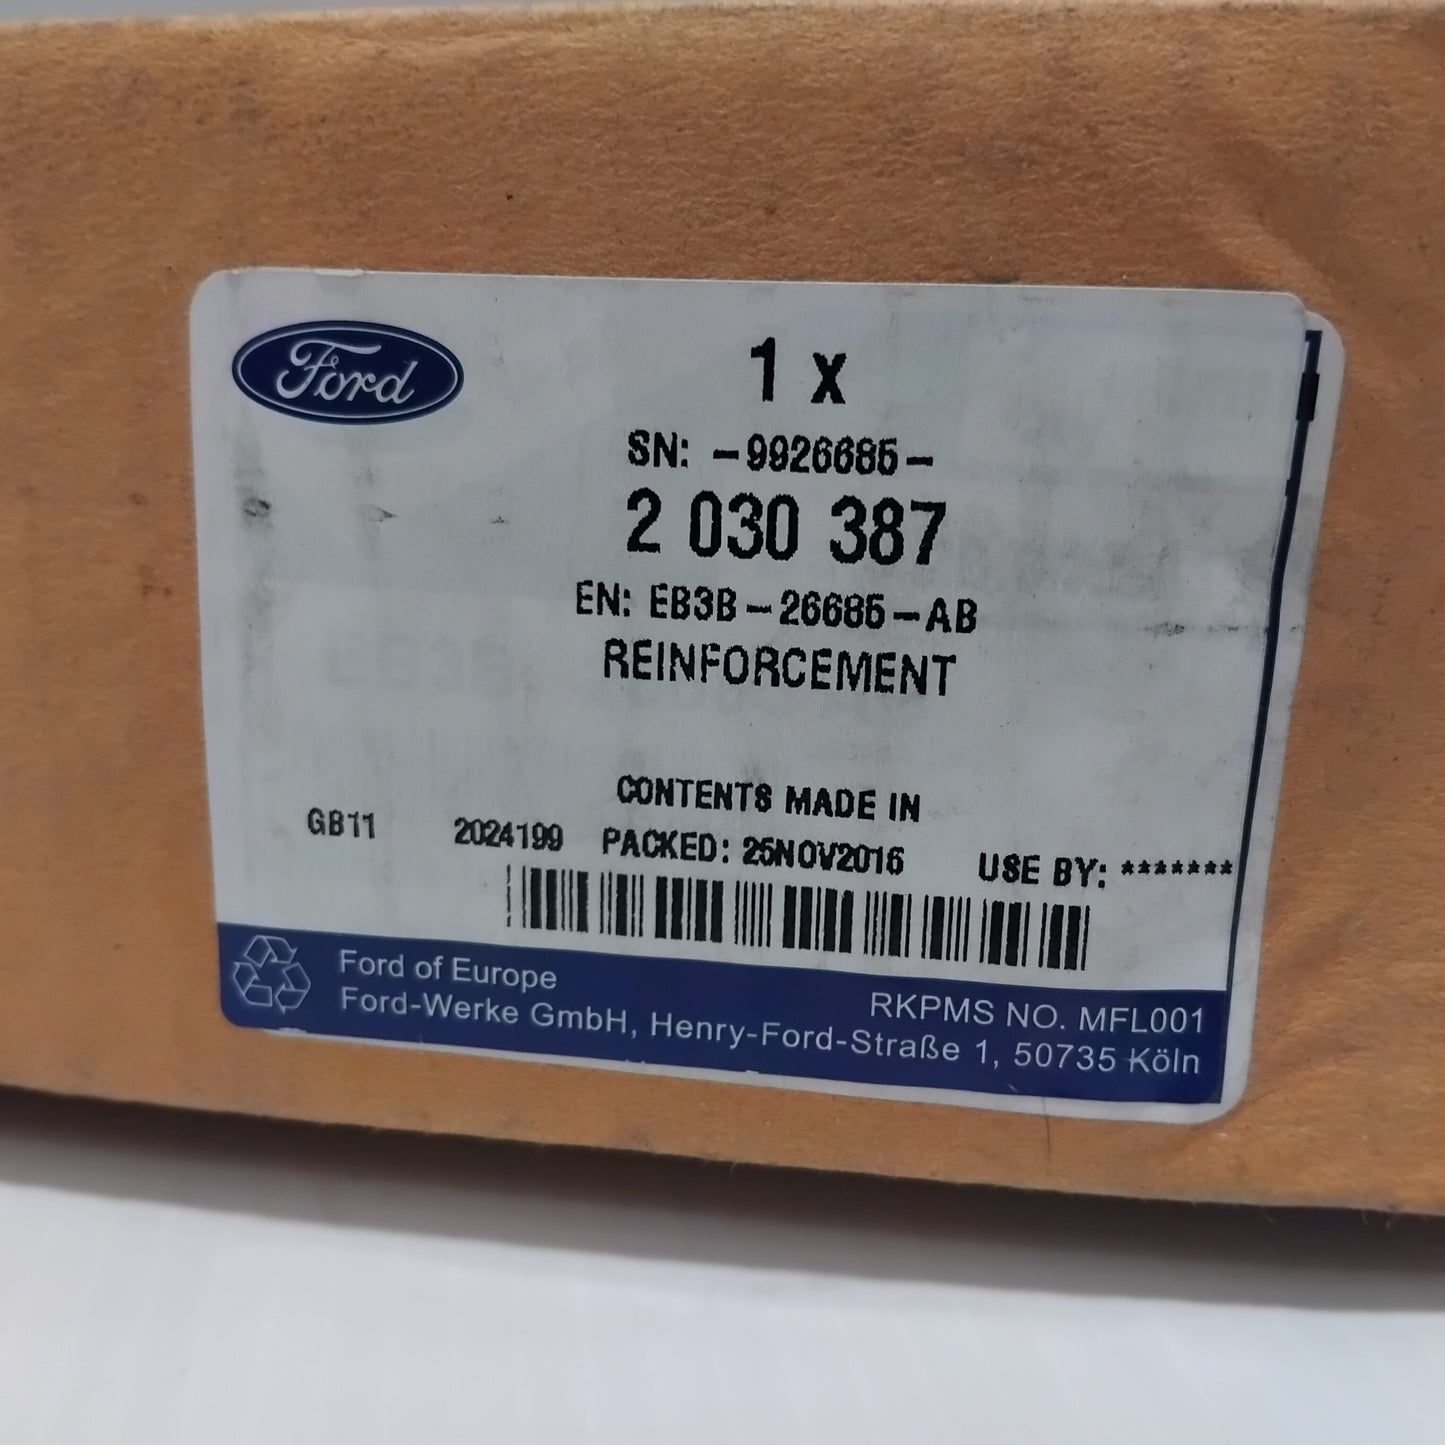 Ford
1 x
SN: -9926685-
2 030 387
EN: EB3B-26685-AB
REINFORCEMENT
CONTENTS MADE IN
GB11 2024199 PACKED: 25NOV2016 USE BY: *******
Ford of Europe
RKPMS NO. MFL001
Ford-Werke GmbH, Henry-Ford-Straße 1, 50735 Köln